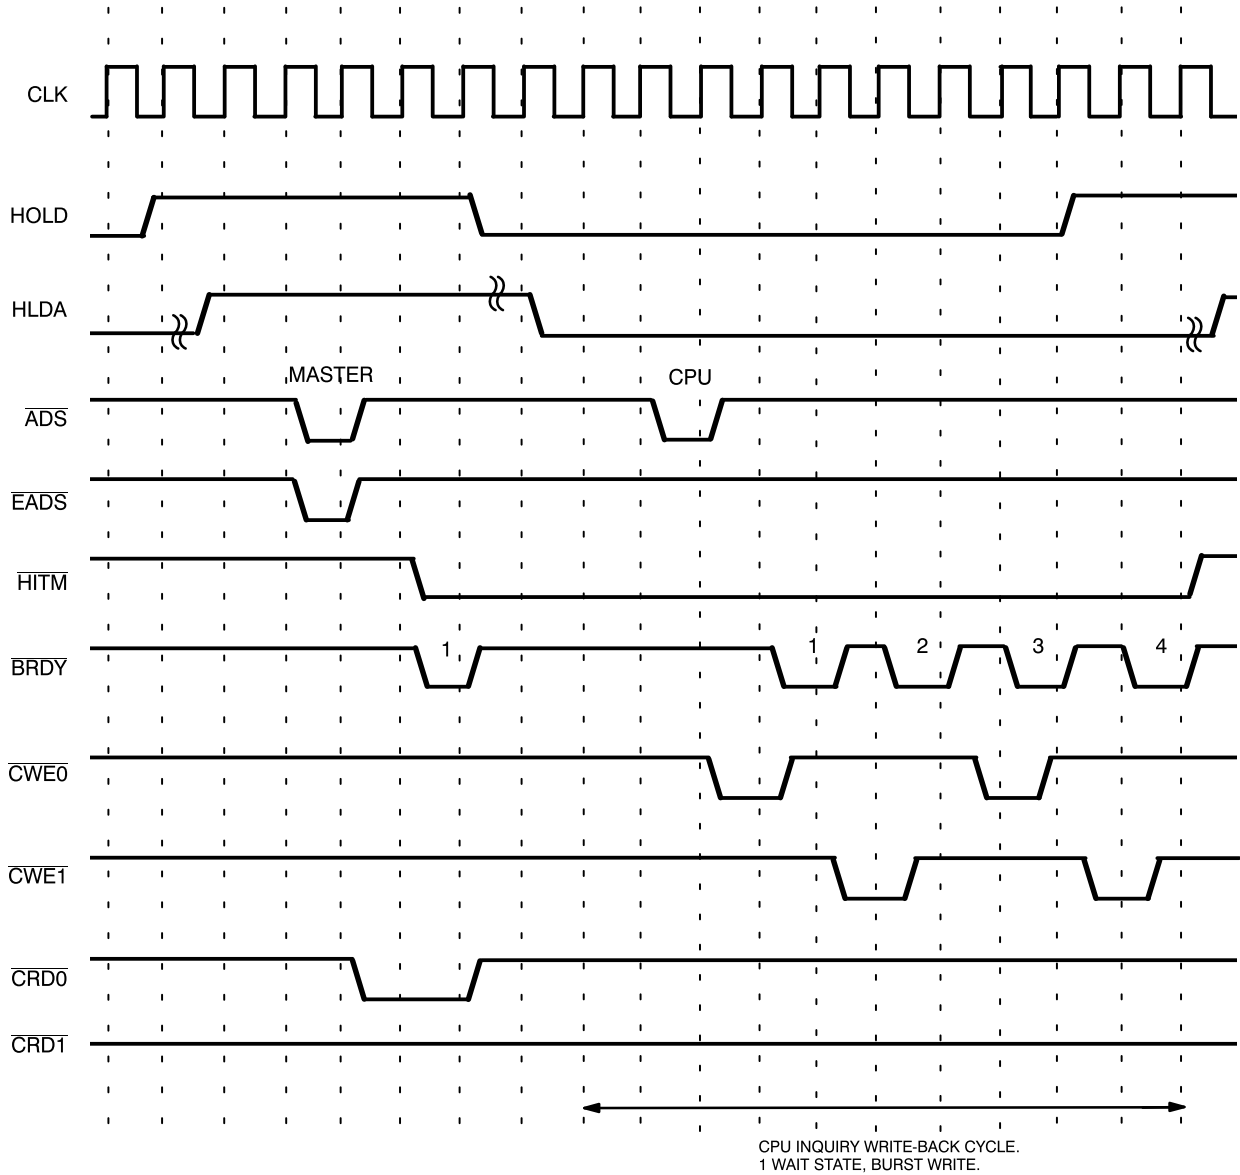 CLK
HOLD
HLDA
MASTER
CPU
ADS
EADS
HITM
BRDY
1
1
2
3
4
CWE0
CWE1
CRD0
CRD1
CPU INQUIRY WRITE-BACK CYCLE.
1 WAIT STATE, BURST WRITE.